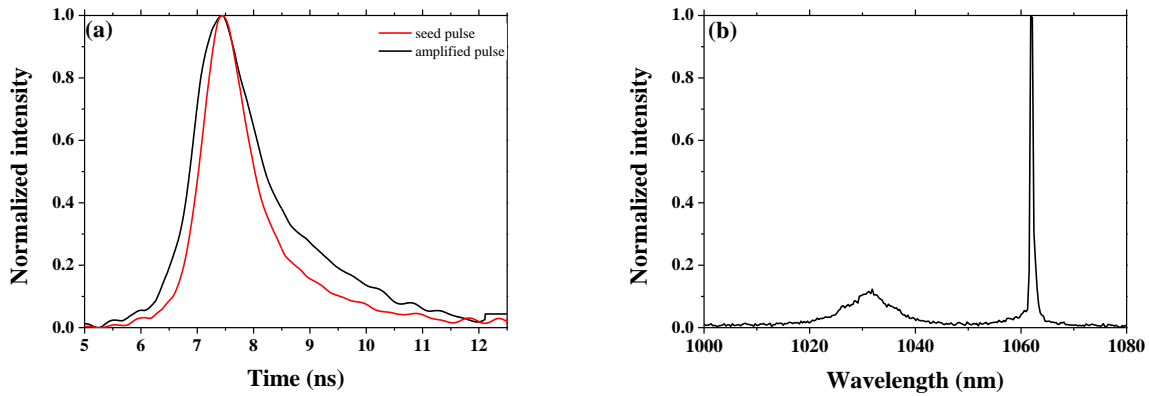 (a)
seed pulse
amplified pulse
Normalized intensity
1.0
0.8
0.6
0.4
0.2
0.0
5 6 7 8 9 10 11 12
Time (ns)
(b)
Normalized intensity
1.0
0.8
0.6
0.4
0.2
0.0
1000 1020 1040 1060 1080
Wavelength (nm)